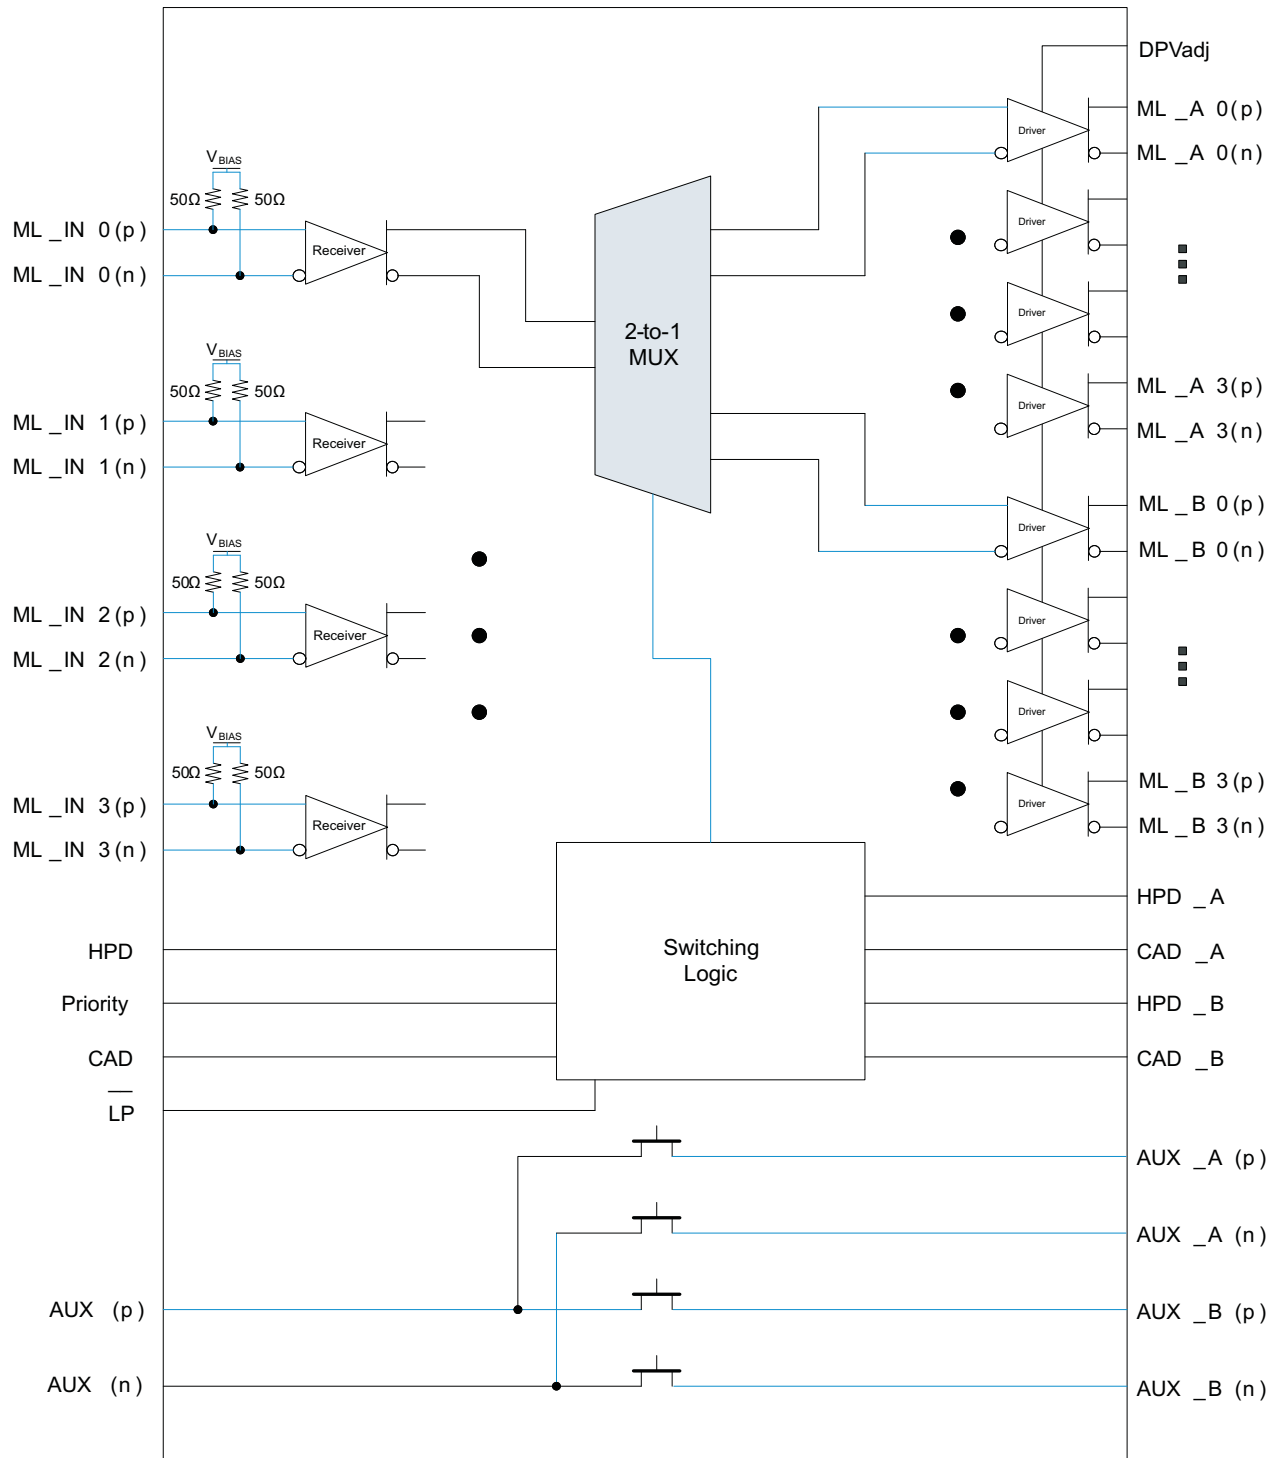 DPVadj
ML _A 0(p)
Driver
ML _A 0(n)
VBIAS
50Ω 50Ω
Driver
ML _IN 0(p)
Receiver
ML _IN 0(n)
Driver
2-to-1
MUX
VBIAS
50Ω 50Ω
ML _A 3(p)
Driver
ML _IN 1(p)
ML _A 3(n)
Receiver
ML _IN 1(n)
ML _B 0(p)
Driver
VBIAS
ML _B 0(n)
50Ω 50Ω
ML _IN 2(p)
Driver
Receiver
ML _IN 2(n)
Driver
VBIAS
50Ω 50Ω
ML _B 3(p)
ML _IN 3(p)
Driver
Receiver
ML _B 3(n)
ML _IN 3(n)
HPD _A
HPD
Switching
Logic
CAD _A
Priority
HPD _B
CAD
CAD _B
LP
AUX _A (p)
AUX _A (n)
AUX (p)
AUX _B (p)
AUX (n)
AUX _B (n)